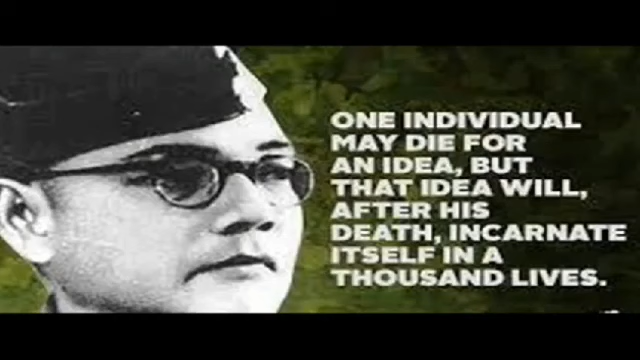 ONE INDIVIDUAL
MAY DIE FOR
AN IDEA, BUT
THAT IDEA WILL,
AFTER HIS
DEATH, INCARNATE
ITSELF IN A
THOUSAND LIVES.